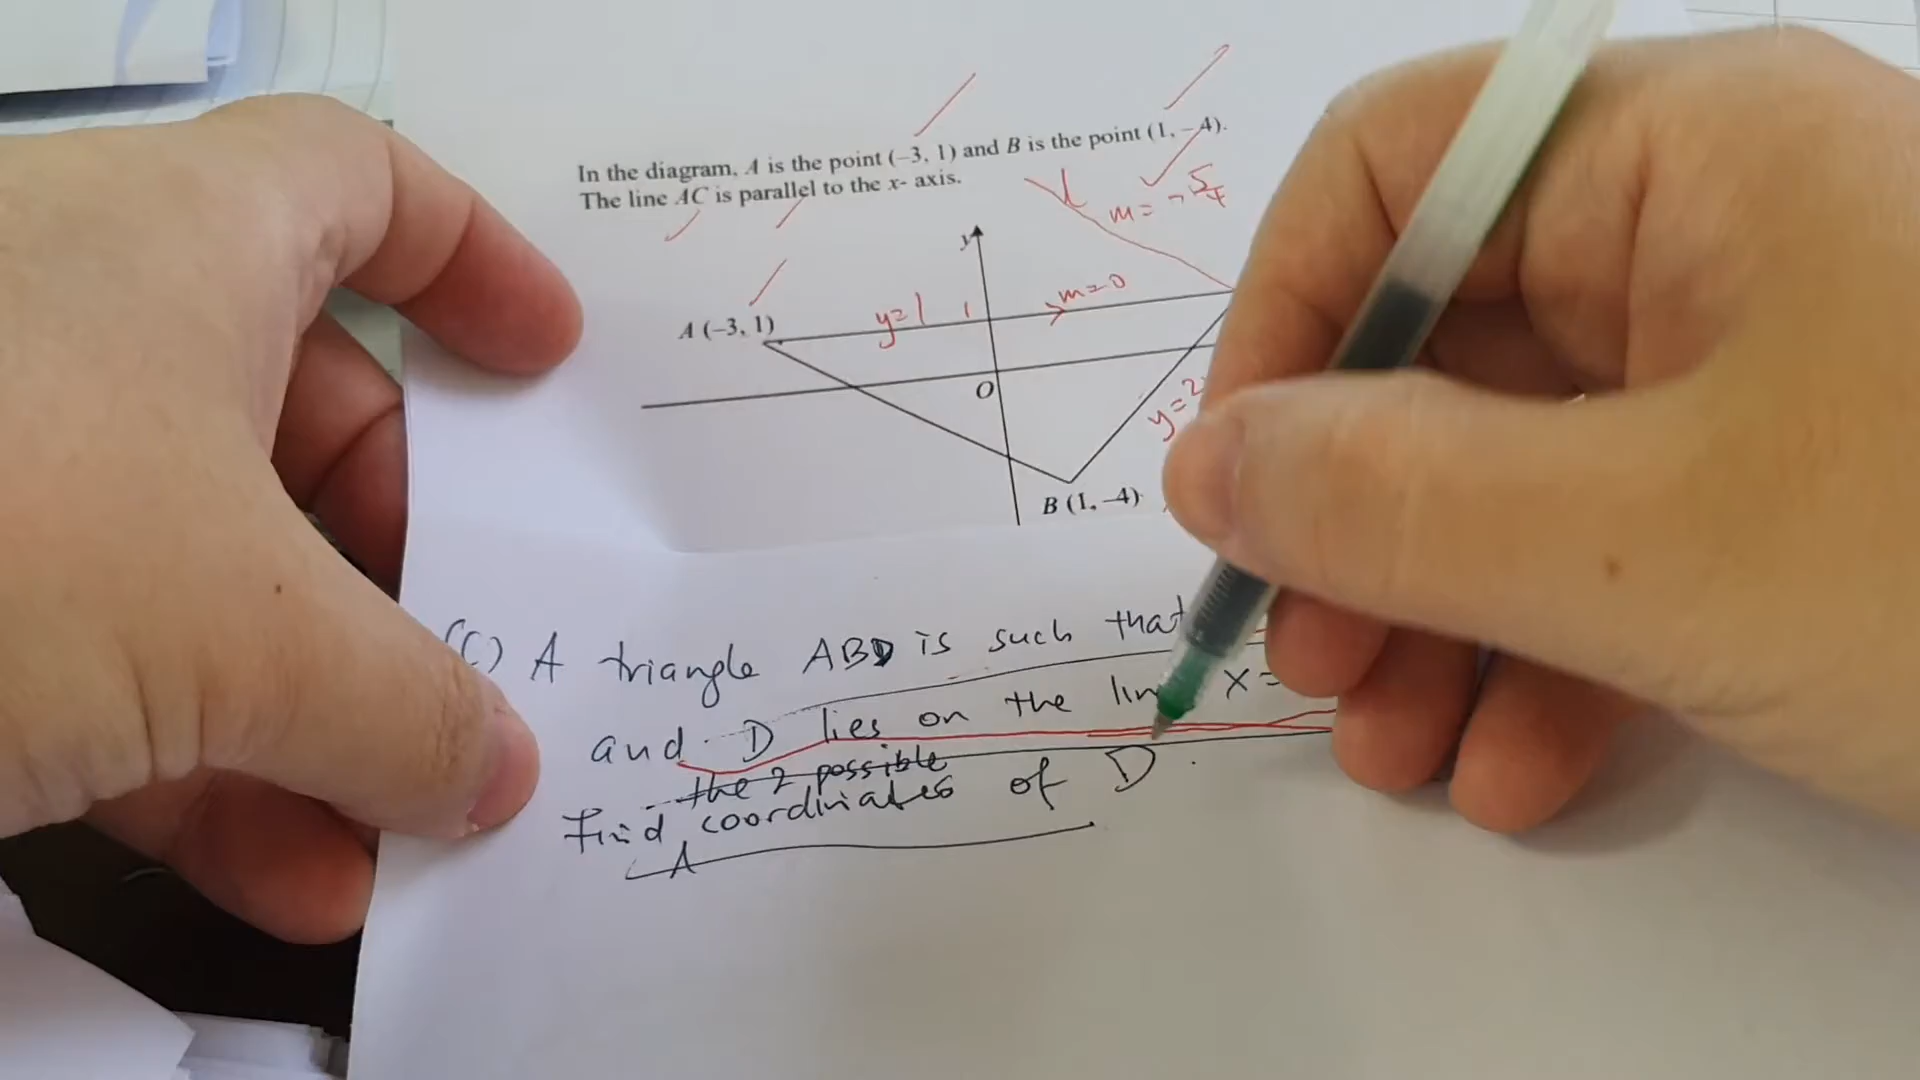 In the diagram, A is the point (–3, 1) and B is the point (1, –4).
The line AC is parallel to the x- axis.
m = -5/4
y
m=0
y=1
1
A (–3, 1)
O
y=2
B (1, –4)
(c) A triangle ABD is such that
and D lies on the line x=
the 2 possible
Find coordinates of D.